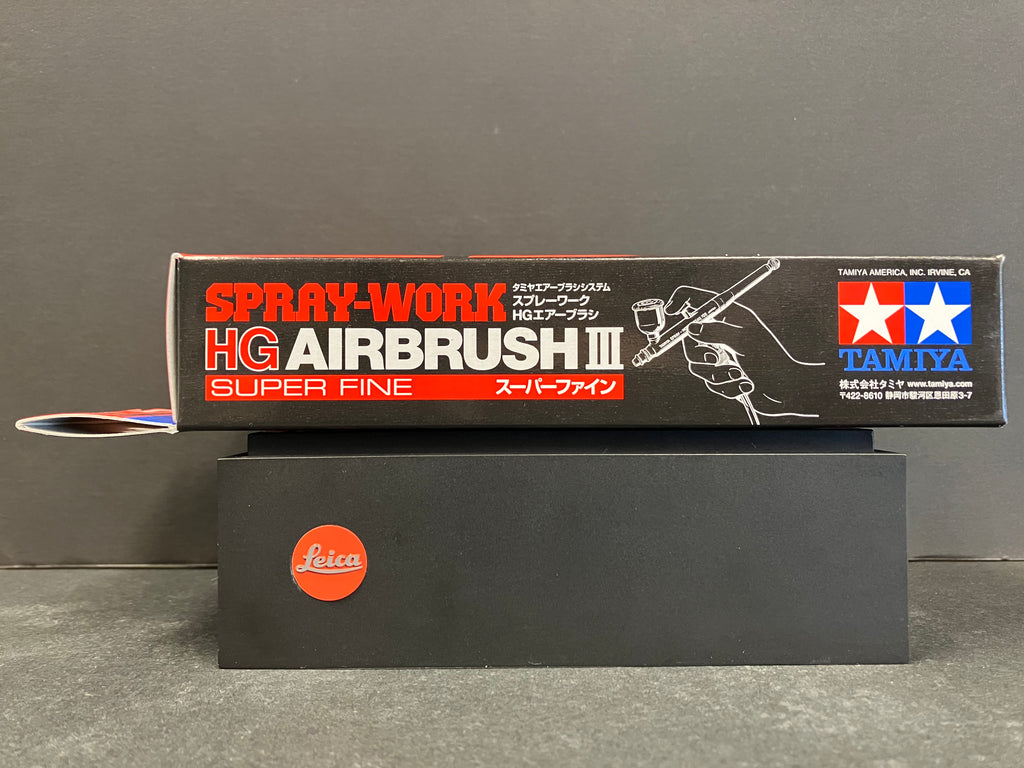 SPRAY-WORK
HG AIRBRUSH III
SUPER FINE
スーパーファイン
タミヤエアーブラシシステム
スプレーワーク
HGエアーブラシ
TAMIYA AMERICA, INC. IRVINE, CA
TAMIYA
株式会社タミヤ www.tamiya.com
〒422-8610 静岡市駿河区恩田原3-7
Leica